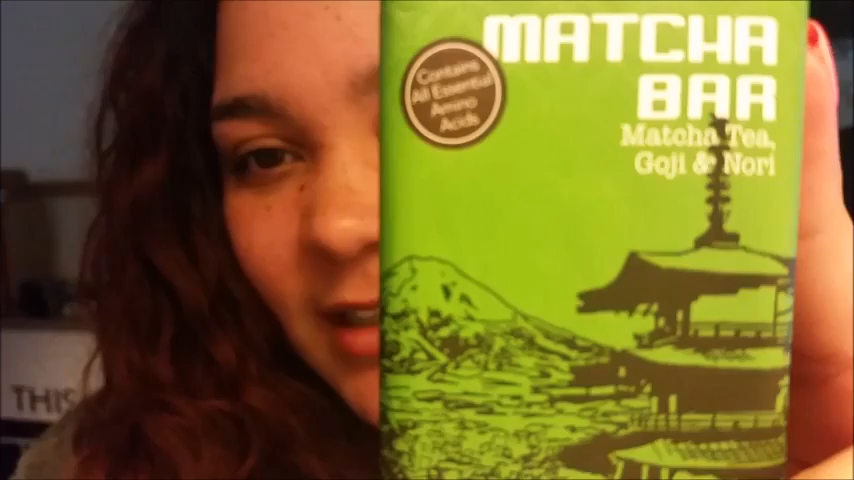 MATCHA
BAR
Matcha Tea,
Goji & Nori
Contains
All Essential
Amino
Acids
THIS